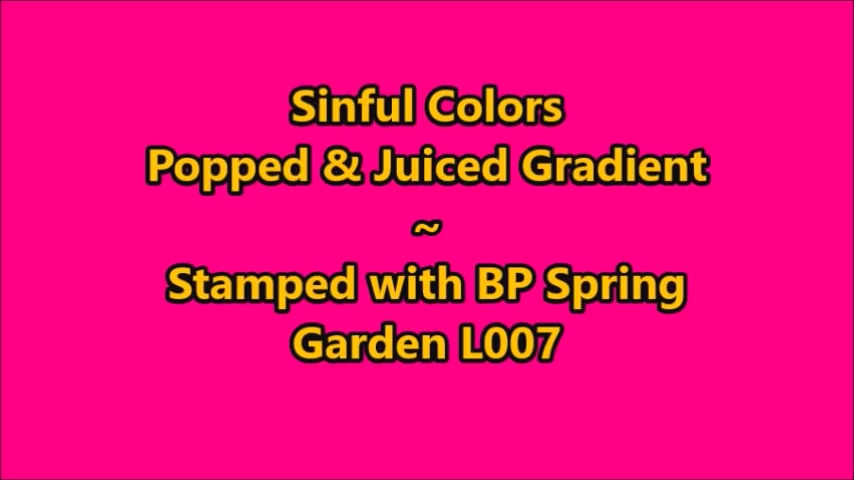 Sinful Colors
Popped & Juiced Gradient
~
Stamped with BP Spring
Garden L007